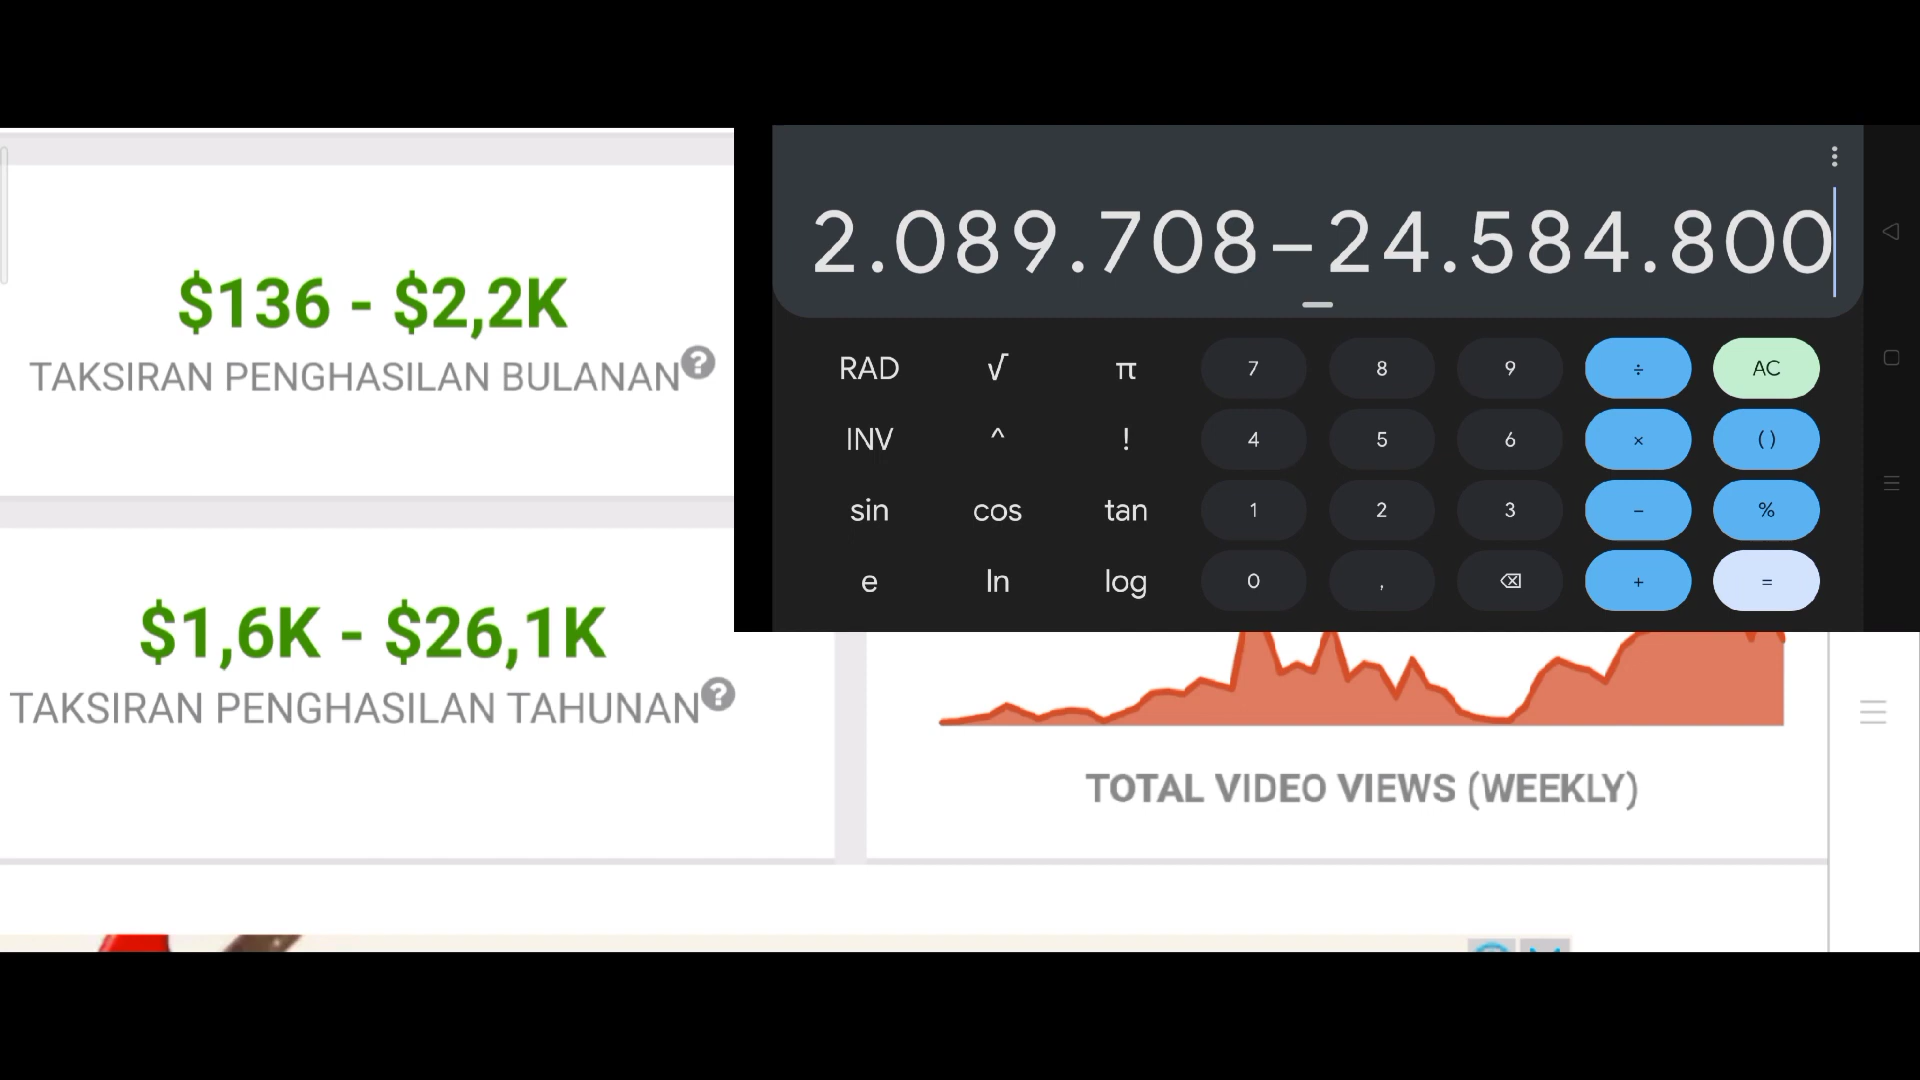 $136 - $2,2K
TAKSIRAN PENGHASILAN BULANAN?
$1,6K - $26,1K
TAKSIRAN PENGHASILAN TAHUNAN?
2.089.708−24.584.800
RAD √ π 7 8 9 ÷ AC
INV ^ ! 4 5 6 × ( )
sin cos tan 1 2 3 − %
e ln log 0 , + =
TOTAL VIDEO VIEWS (WEEKLY)